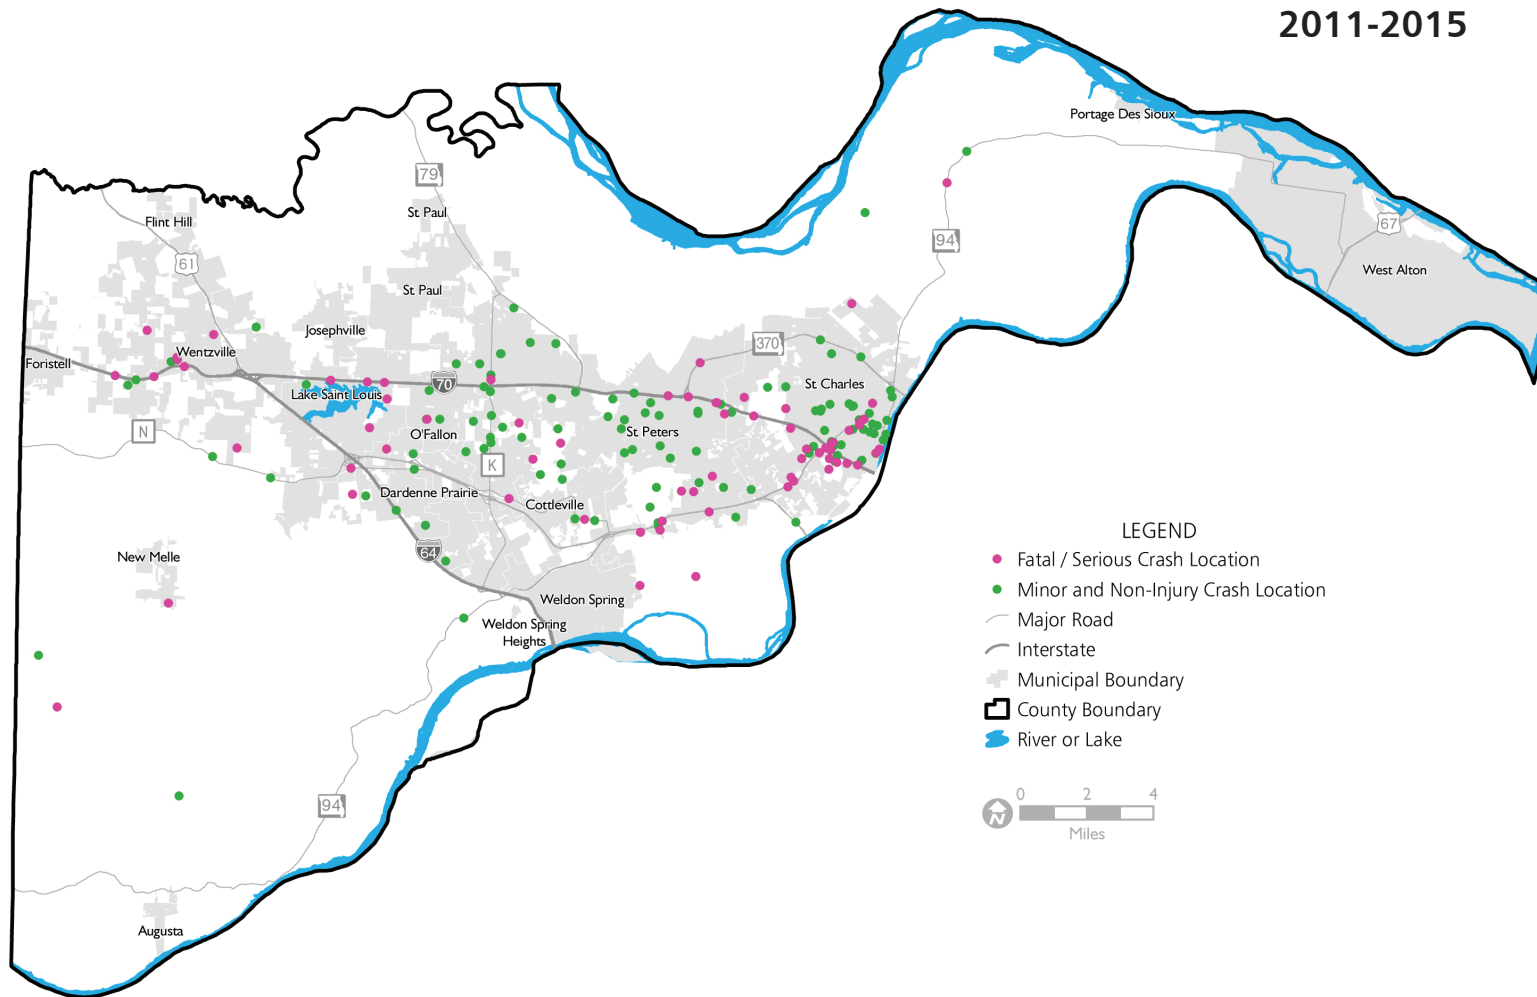 2011-2015
Portage Des Sioux
79
St Paul
Flint Hill
67
94
61
West Alton
St Paul
Josephville
370
Wentzville
Foristell
70
St Charles
Lake Saint Louis
N
O'Fallon
St Peters
K
Dardenne Prairie
Cottleville
64
New Melle
Weldon Spring
Weldon Spring
Heights
LEGEND
Fatal / Serious Crash Location
Minor and Non-Injury Crash Location
Major Road
Interstate
Municipal Boundary
County Boundary
River or Lake
0 2 4
N
Miles
94
Augusta